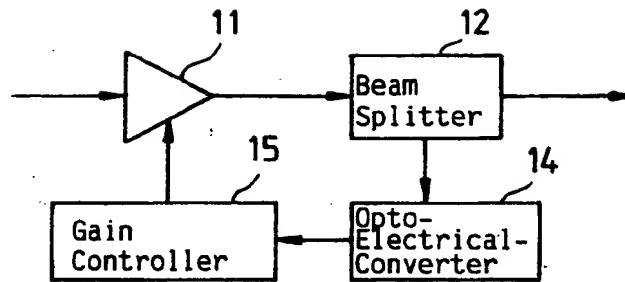 11
12
Beam
Splitter
15
14
Gain
Controller
Opto-
Electrical-
Converter